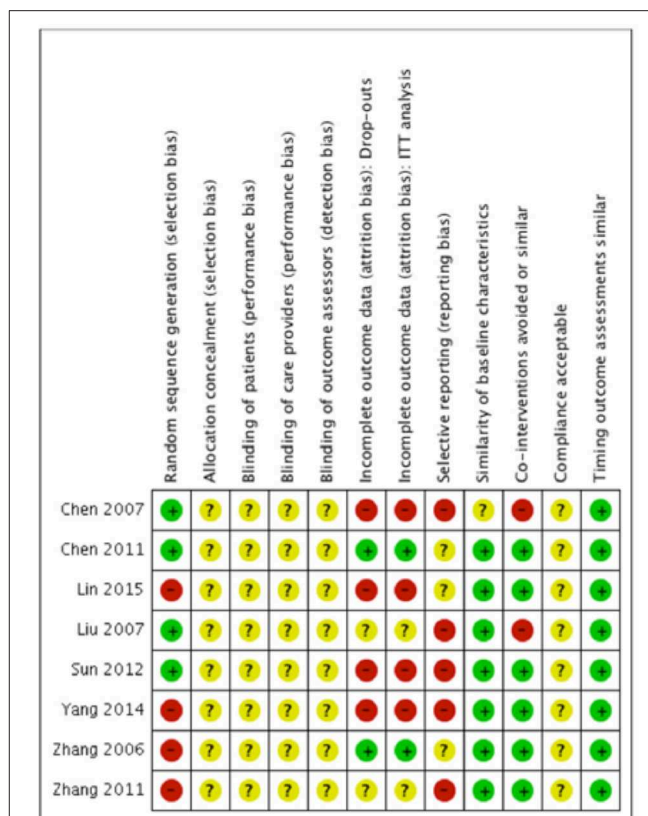 Random sequence generation (selection bias)
Allocation concealment (selection bias)
Blinding of patients (performance bias)
Blinding of care providers (performance bias)
Blinding of outcome assessors (detection bias)
Incomplete outcome data (attrition bias): Drop-outs
Incomplete outcome data (attrition bias): ITT analysis
Selective reporting (reporting bias)
Similarity of baseline characteristics
Co-interventions avoided or similar
Compliance acceptable
Timing outcome assessments similar
Chen 2007 + ? ? ? ? - - - ? - ? +
Chen 2011 + ? ? ? ? + + ? + + ? +
Lin 2015 - ? ? ? ? - - ? + + ? +
Liu 2007 + ? ? ? ? ? ? - + - ? +
Sun 2012 + ? ? ? ? - - - + + ? +
Yang 2014 - ? ? ? ? - - - + + ? +
Zhang 2006 - ? ? ? ? + + ? + + ? +
Zhang 2011 - ? ? ? ? ? ? - + + ? +